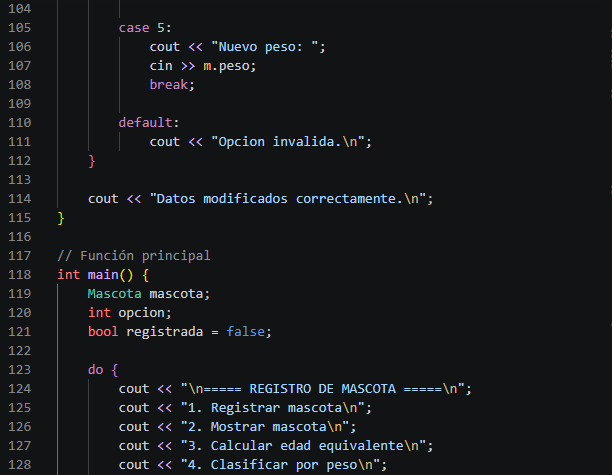 104
105 case 5:
106 cout << "Nuevo peso: ";
107 cin >> m.peso;
108 break;
109
110 default:
111 cout << "Opcion invalida.\n";
112 }
113
114 cout << "Datos modificados correctamente.\n";
115 }
116
117 // Función principal
118 int main() {
119 Mascota mascota;
120 int opcion;
121 bool registrada = false;
122
123 do {
124 cout << "\n===== REGISTRO DE MASCOTA =====\n";
125 cout << "1. Registrar mascota\n";
126 cout << "2. Mostrar mascota\n";
127 cout << "3. Calcular edad equivalente\n";
128 cout << "4. Clasificar por peso\n";